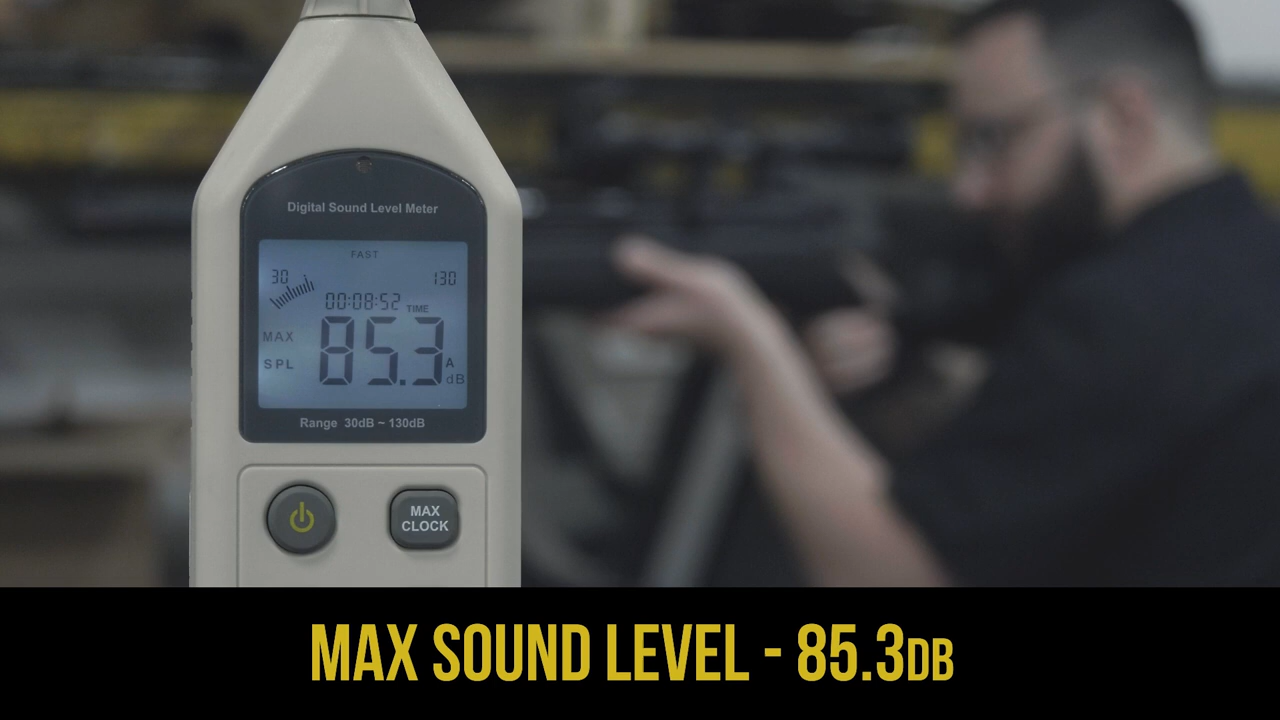 Digital Sound Level Meter
FAST
30 130
00:08:52 TIME
MAX
85.3 A
SPL dB
Range 30dB ~ 130dB
MAX
CLOCK
MAX SOUND LEVEL - 85.3DB